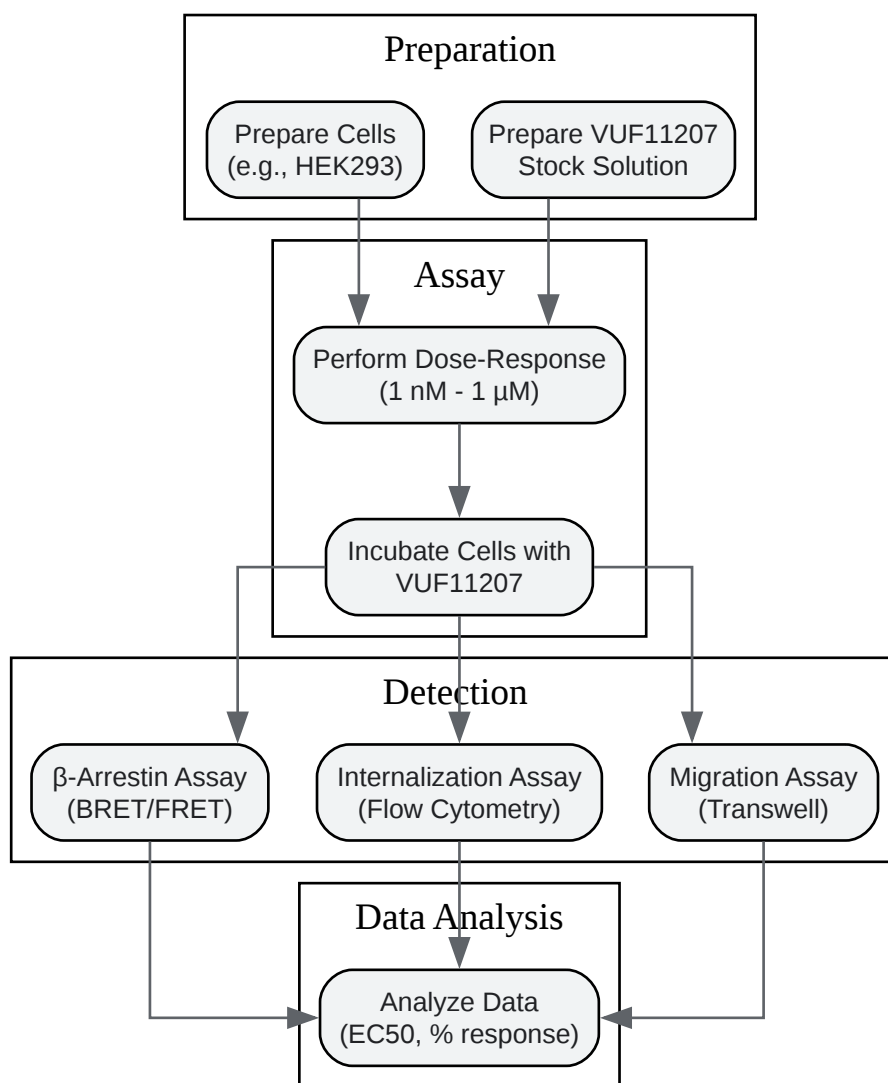 Preparation
Prepare Cells
(e.g., HEK293)
Prepare VUF11207
Stock Solution
Assay
Perform Dose-Response
(1 nM - 1 µM)
Incubate Cells with
VUF11207
Detection
β-Arrestin Assay
(BRET/FRET)
Internalization Assay
(Flow Cytometry)
Migration Assay
(Transwell)
Data Analysis
Analyze Data
(EC50, % response)